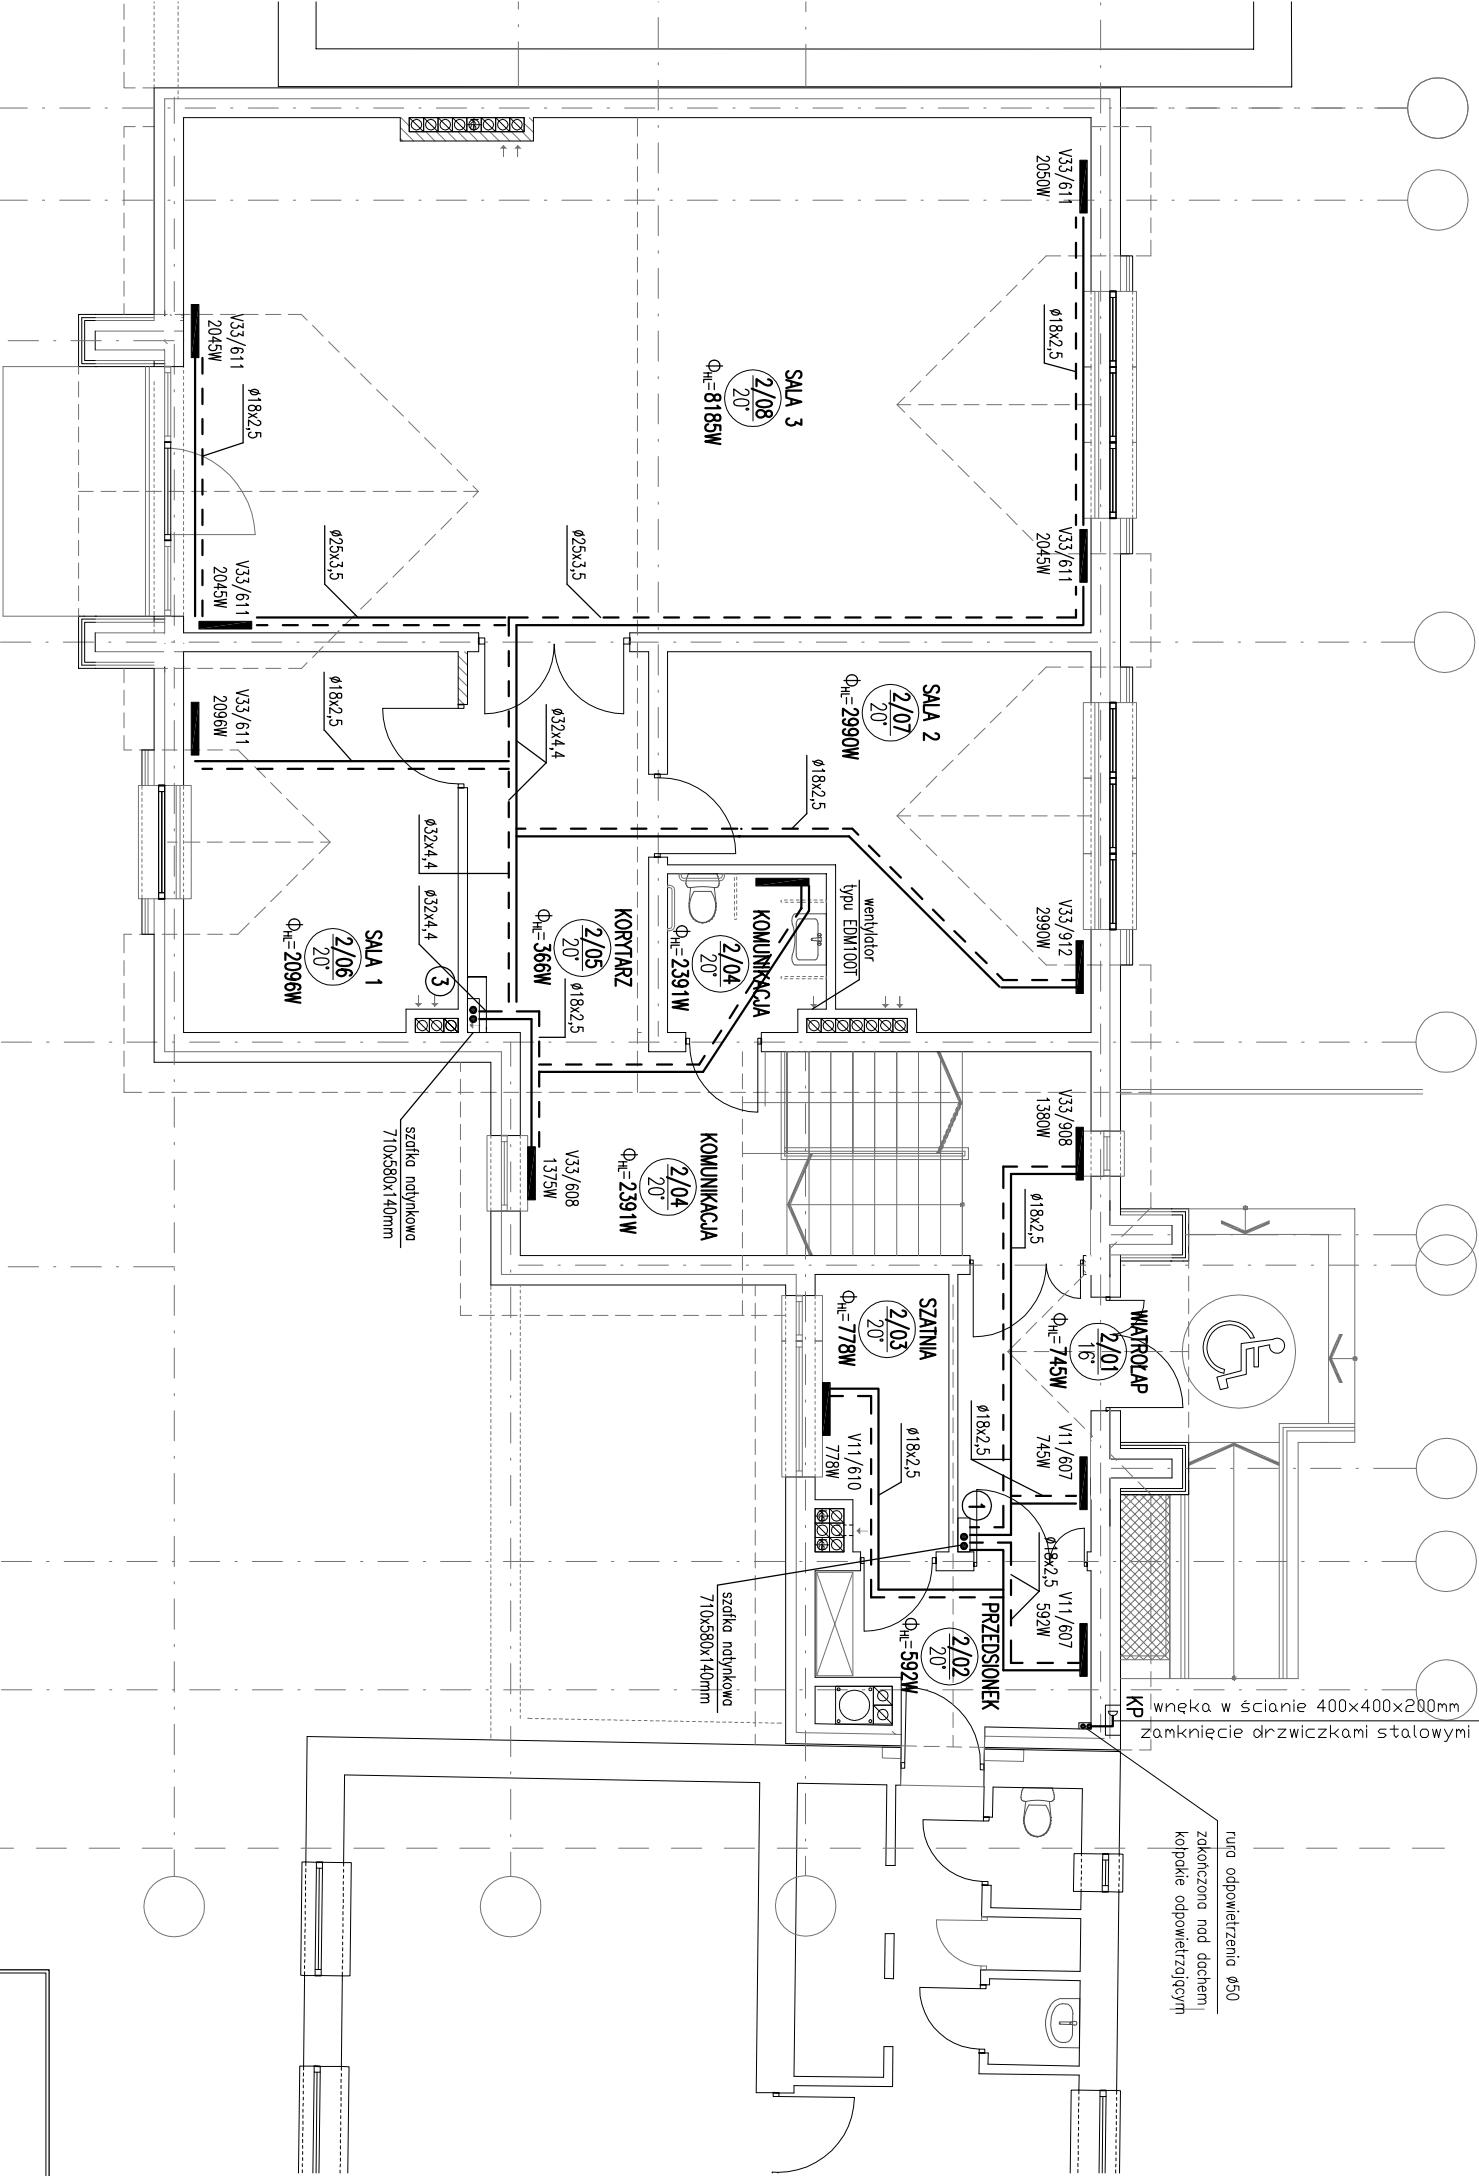 V33/611
2050W
ø18x2,5
V33/611
2045W
SALA 3
2/08
20°
ΦHL=8185W
V33/611
2045W
ø18x2,5
V33/611
2045W
ø25x3,5
ø25x3,5
V33/611
2096W
ø18x2,5
ø32x4,4
SALA 2
2/07
20°
ΦHL=2990W
ø18x2,5
V33/912
2990W
wentylator
typu EDM100T
KOMUNIKACJA
2/04
20°
ΦHL=2391W
KORYTARZ
2/05
20°
ΦHL=366W
ø18x2,5
ø32x4,4
ø32x4,4
SALA 1
2/06
20°
ΦHL=2096W
3
szafka natynkowa
710x580x140mm
V33/608
1375W
KOMUNIKACJA
2/04
20°
ΦHL=2391W
V33/908
1380W
ø18x2,5
WIATROŁAP
2/01
16°
ΦHL=745W
SZATNIA
2/03
20°
ΦHL=778W
V11/610
778W
ø18x2,5
ø18x2,5
V11/607
745W
1
ø18x2,5
V11/607
592W
PRZEDSIONEK
2/02
20°
ΦHL=592W
szafka natynkowa
710x580x140mm
KP
wnęka w ścianie 400x400x200mm
zamknięcie drzwiczkami stalowymi
rura odpowietrzenia ø50
zakończona nad dachem
kołpakie odpowietrzającym